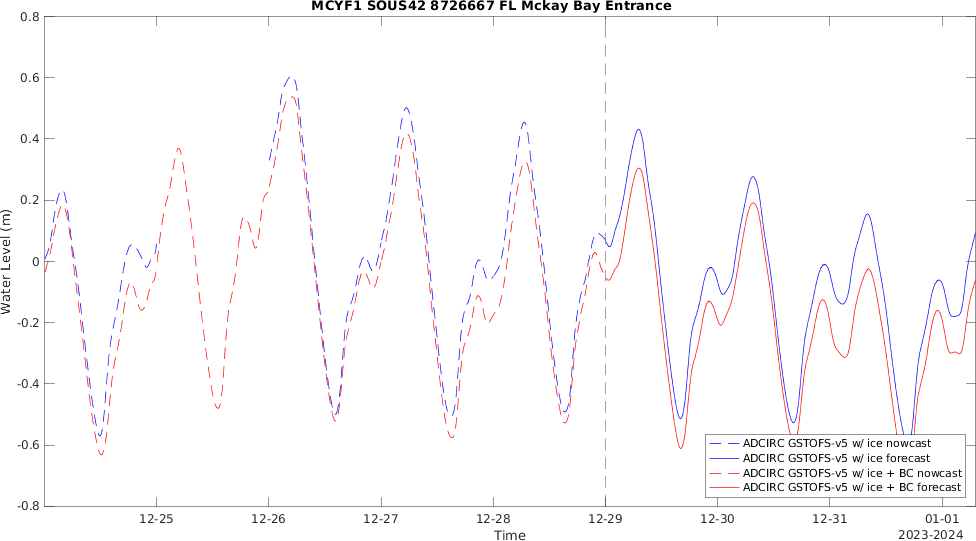 MCYF1 SOUS42 8726667 FL Mckay Bay Entrance
0.8
0.6
0.4
0.2
0
-0.2
-0.4
-0.6
-0.8
Water Level (m)
ADCIRC GSTOFS-v5 w/ ice nowcast
ADCIRC GSTOFS-v5 w/ ice forecast
ADCIRC GSTOFS-v5 w/ ice + BC nowcast
ADCIRC GSTOFS-v5 w/ ice + BC forecast
12-25 12-26 12-27 12-28 12-29 12-30 12-31 01-01
Time
2023-2024